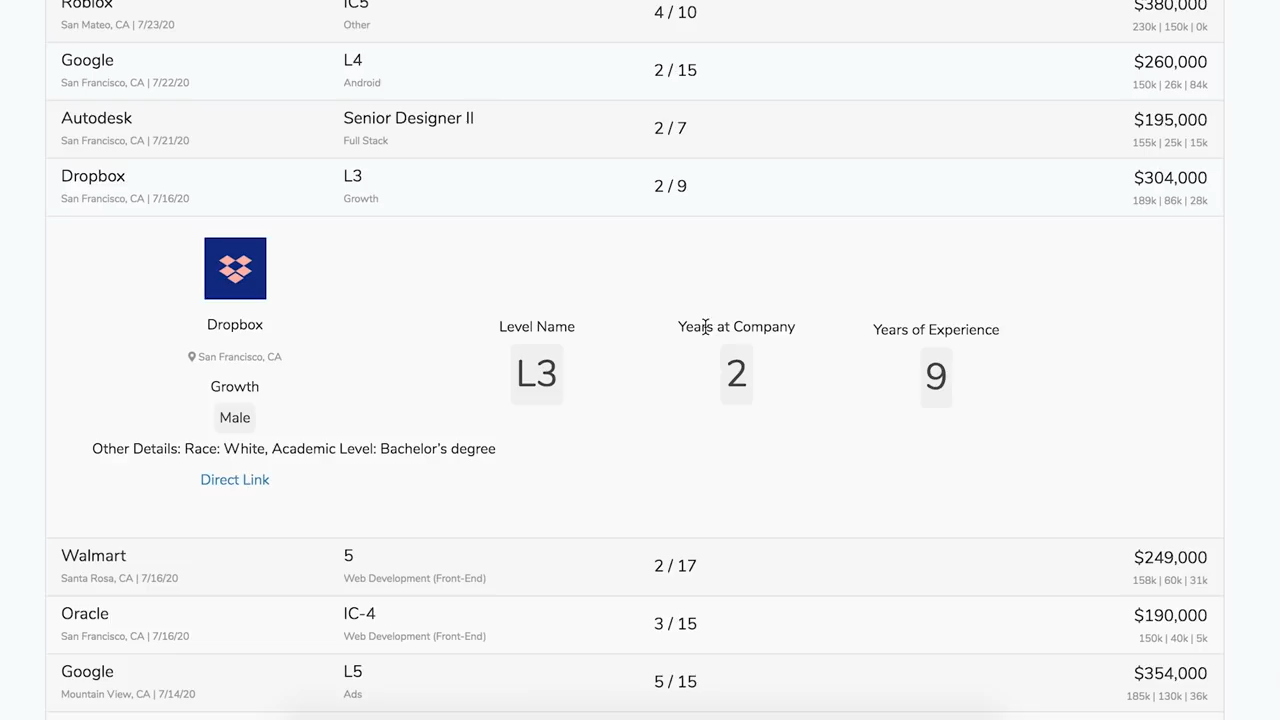 Roblox IC5 4 / 10 $380,000
San Mateo, CA | 7/23/20 Other 230k | 150k | 0k
Google L4 2 / 15 $260,000
San Francisco, CA | 7/22/20 Android 150k | 26k | 84k
Autodesk Senior Designer II 2 / 7 $195,000
San Francisco, CA | 7/21/20 Full Stack 155k | 25k | 15k
Dropbox L3 2 / 9 $304,000
San Francisco, CA | 7/16/20 Growth 189k | 86k | 28k
Dropbox
San Francisco, CA
Growth
Male
Other Details: Race: White, Academic Level: Bachelor's degree
Direct Link
Level Name
L3
Years at Company
2
Years of Experience
9
Walmart 5 2 / 17 $249,000
Santa Rosa, CA | 7/16/20 Web Development (Front-End) 158k | 60k | 31k
Oracle IC-4 3 / 15 $190,000
San Francisco, CA | 7/16/20 Web Development (Front-End) 150k | 40k | 5k
Google L5 5 / 15 $354,000
Mountain View, CA | 7/14/20 Ads 185k | 130k | 36k